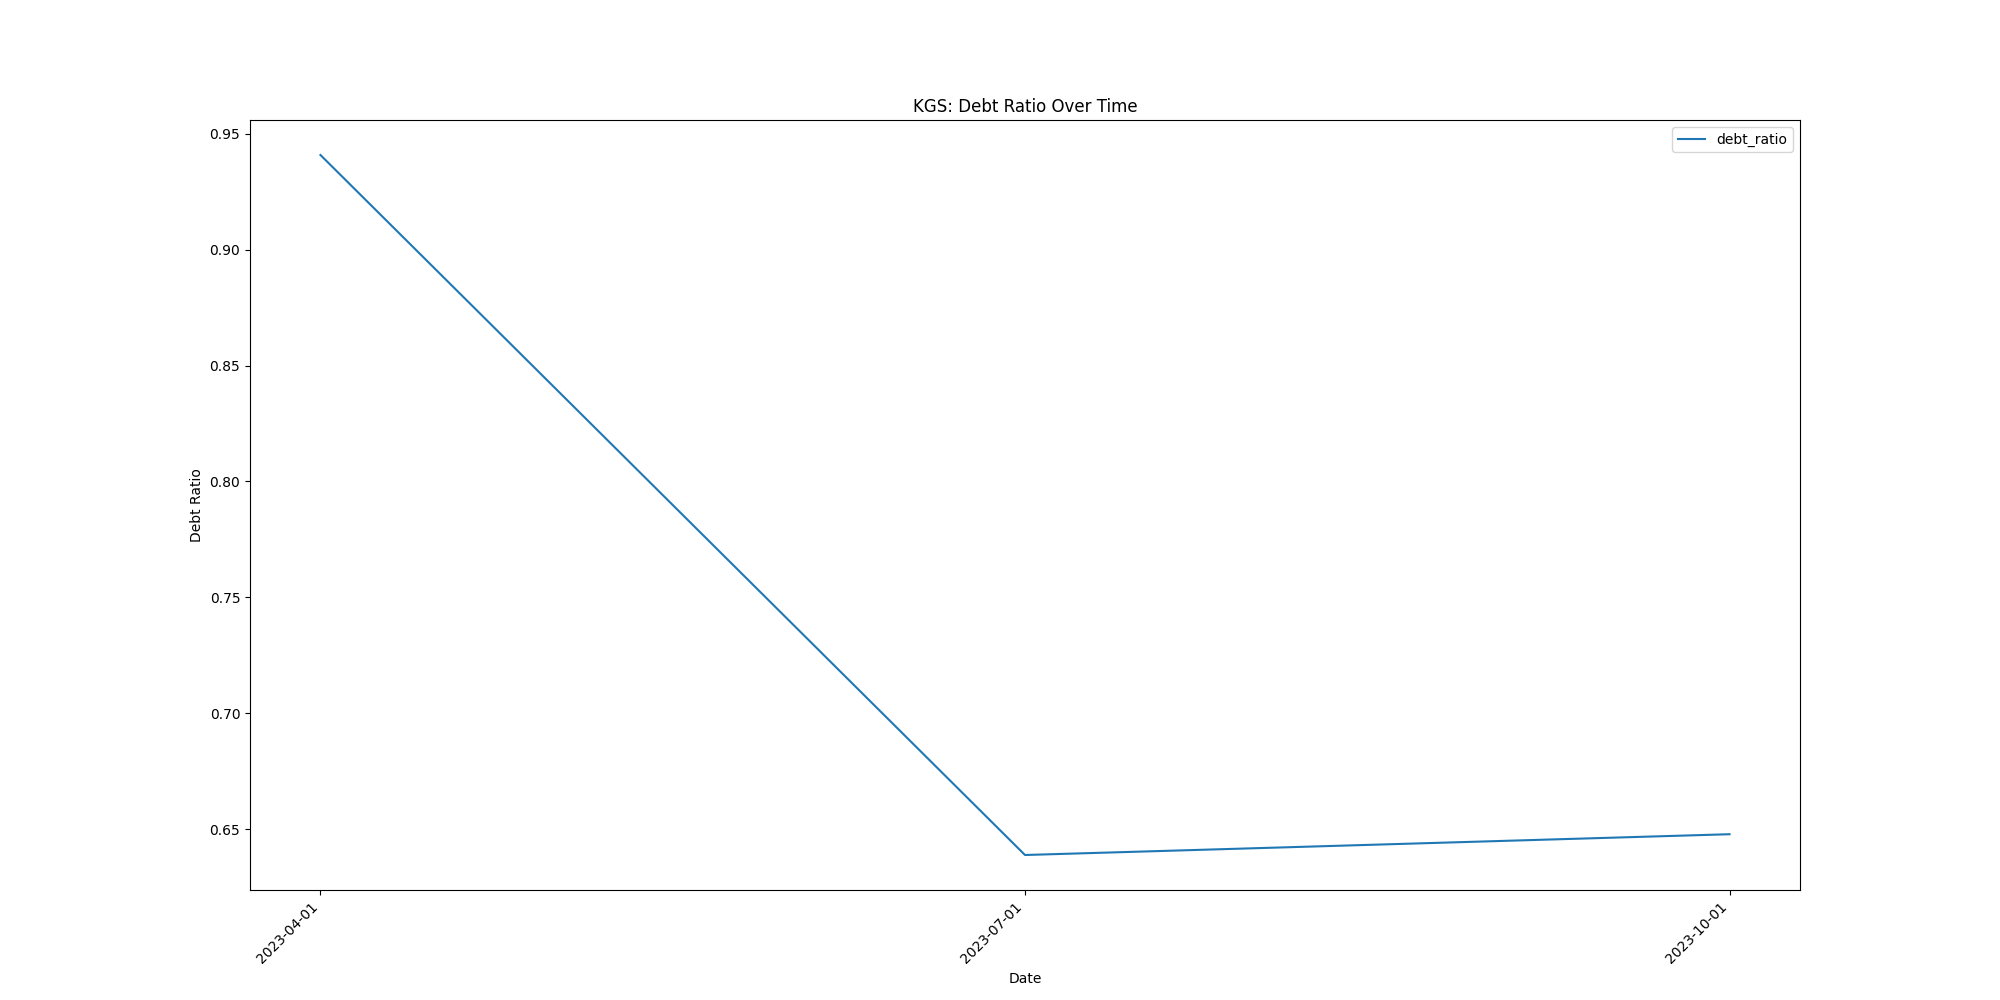 KGS: Debt Ratio Over Time
debt_ratio
0.95
0.90
0.85
0.80
0.75
0.70
0.65
Debt Ratio
2023-04-01
2023-07-01
2023-10-01
Date